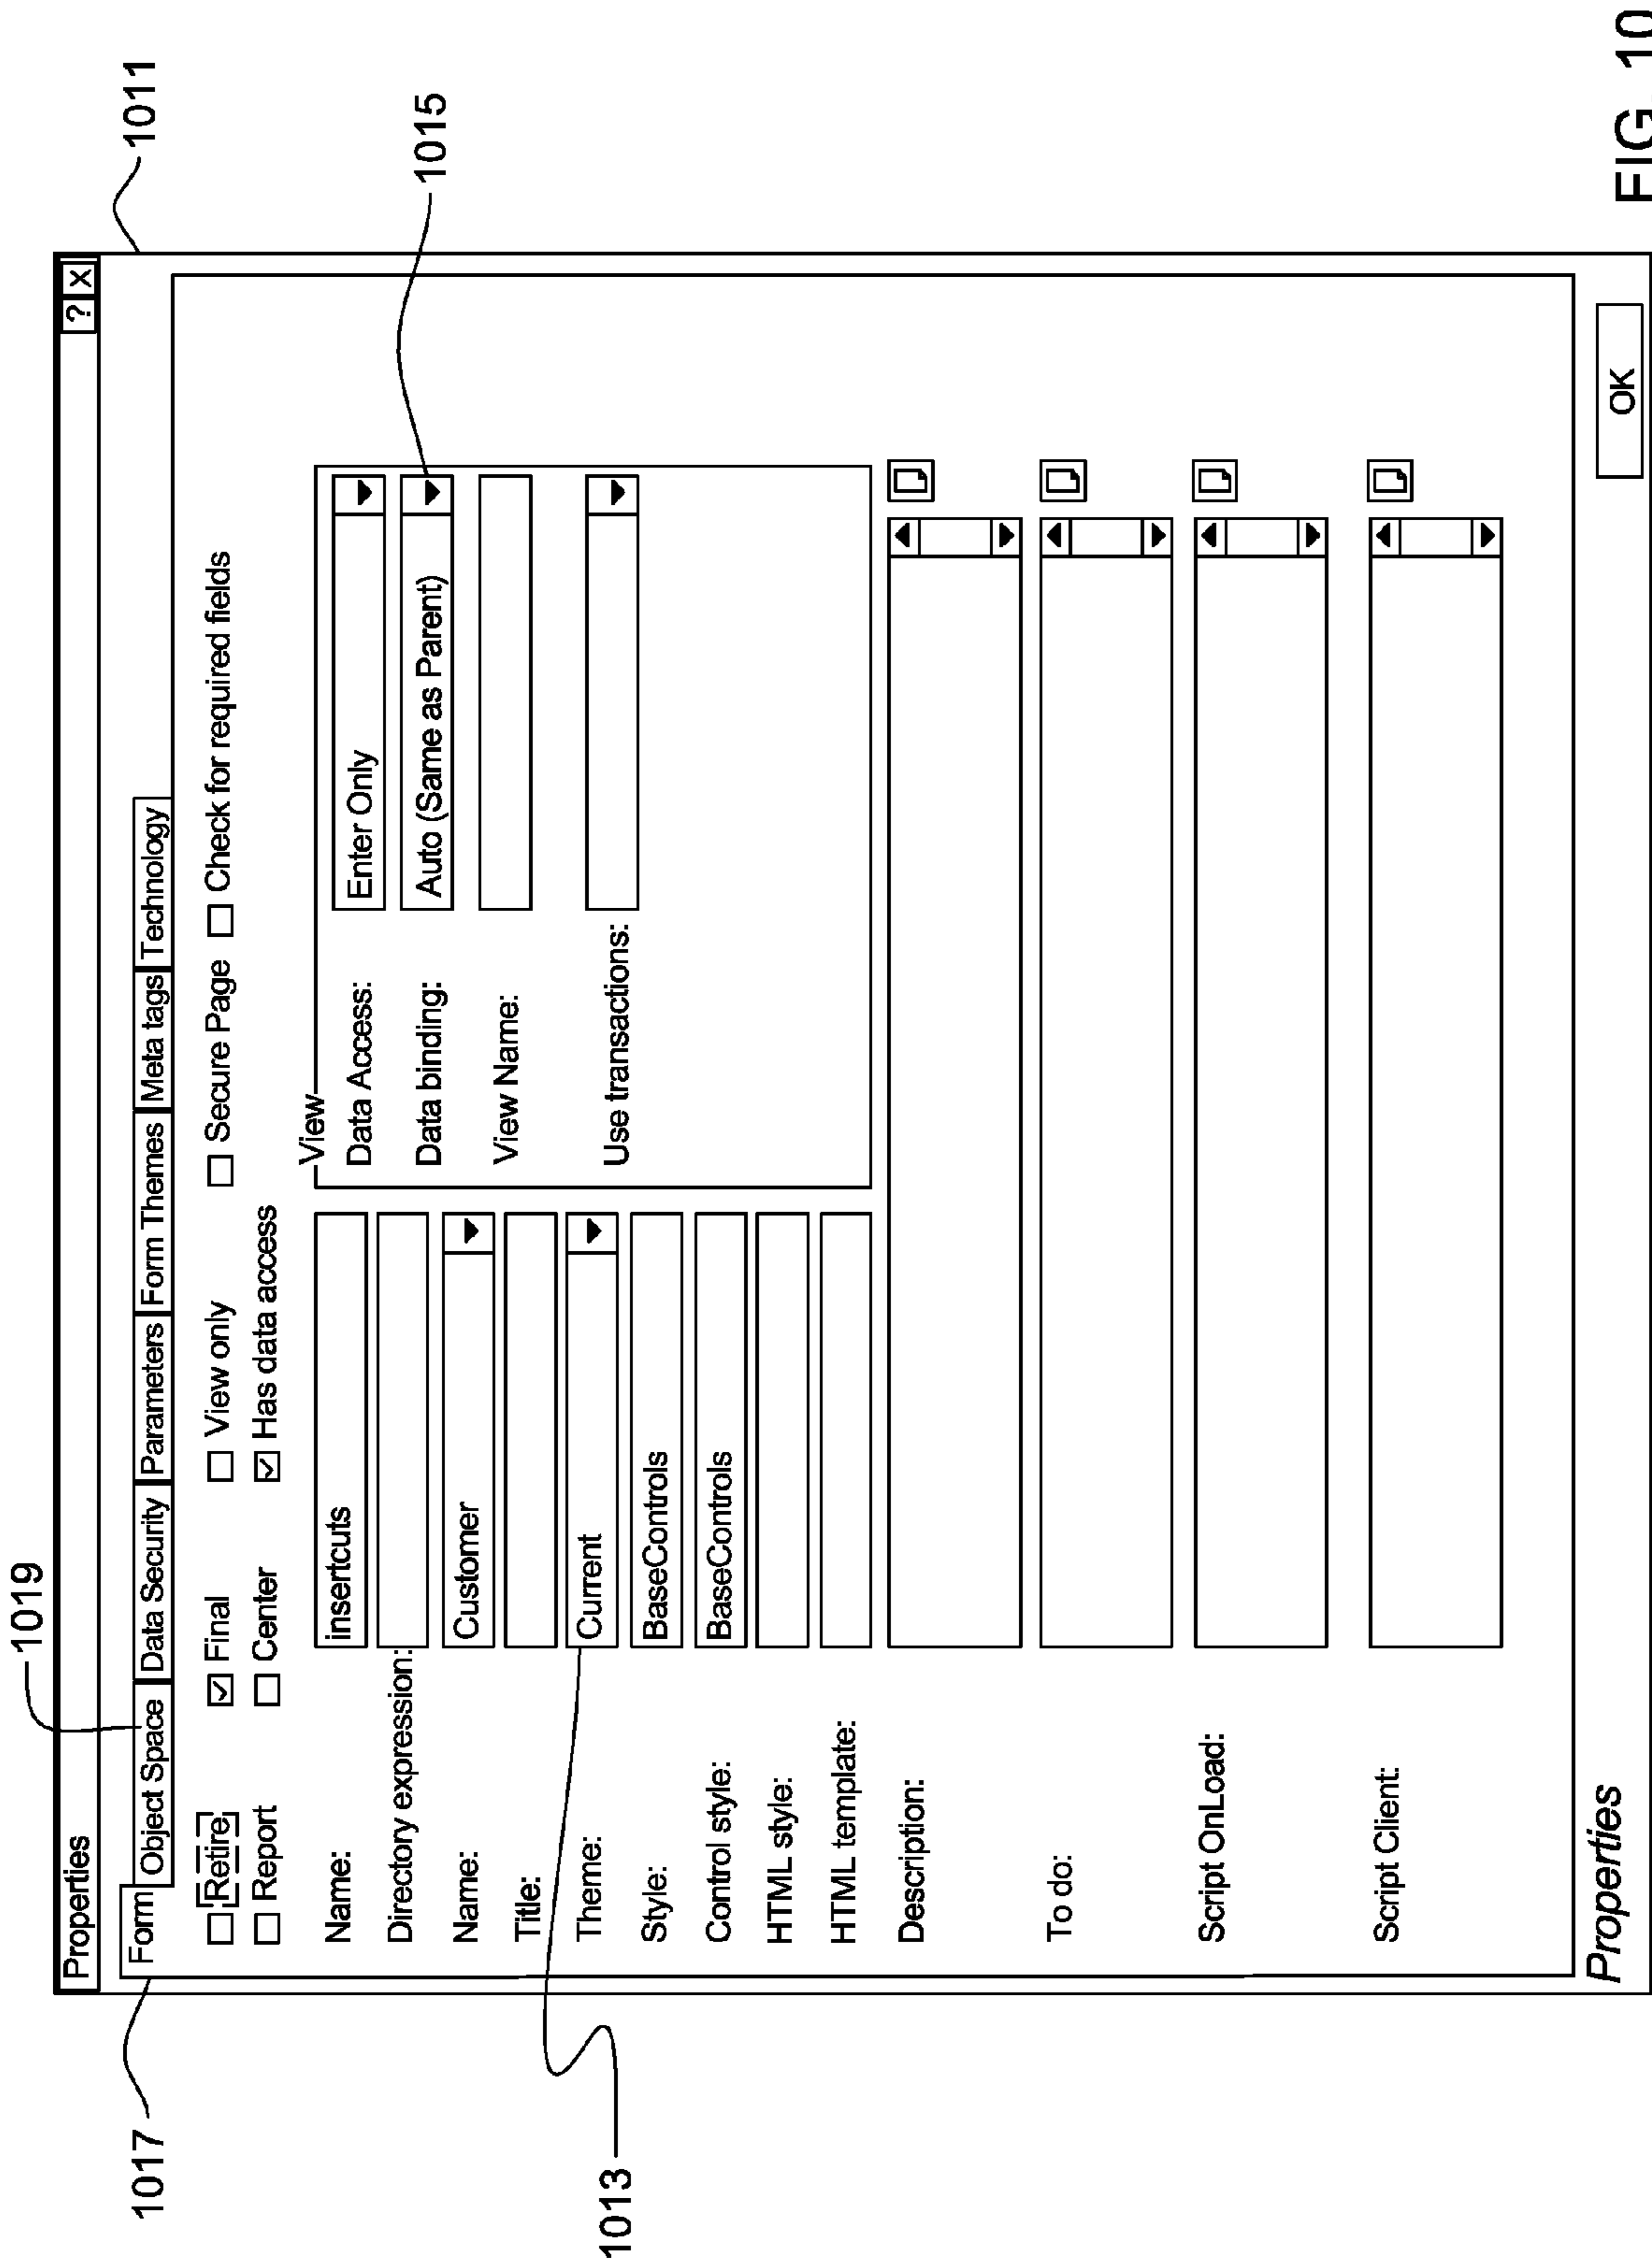 1019
1011
1015
1017
1013
Properties ? X
Form Object Space Data Security Parameters Form Themes Meta tags Technology
Retire Final View only Secure Page Check for required fields
Report Center Has data access
Name: insertcuts
Directory expression:
Name: Customer
Title:
Theme: Current
Style: BaseControls
Control style: BaseControls
HTML style:
HTML template:
View
Data Access: Enter Only
Data binding: Auto (Same as Parent)
View Name:
Use transactions:
Description:
To do:
Script OnLoad:
Script Client:
Properties OK
FIG. 10